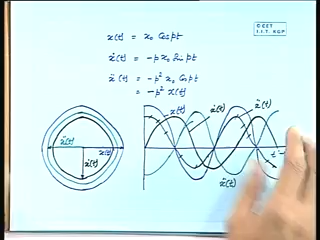 © CET
I.I.T. KGP
x(t) = x₀ Cos pt
ẋ(t) = -p x₀ Sin pt
ẍ(t) = -p² x₀ Cos pt
= -p² x(t)
x(t)
ẋ(t)
ẍ(t)
ẍ(t)
x(t)
ẋ(t)
t
ẍ(t)